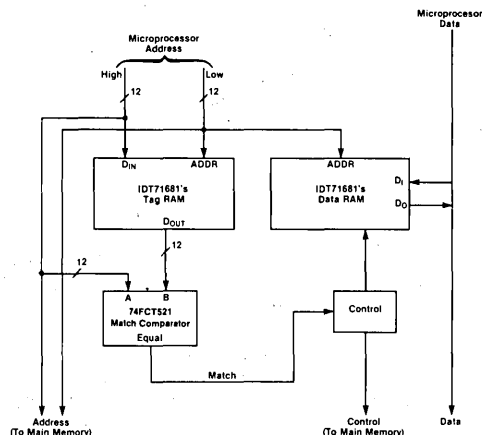 Microprocessor
Address
Microprocesor
Data
High
Low
12
12
DIN
ADDR
IDT71681's
Tag RAM
DOUT
ADDR
DI
IDT71681's
Data RAM
DO
12
12
A
B
74FCT521
Match Comparator
Equal
Control
Match
Address
(To Main Memory)
Control
(To Main Memory)
Data